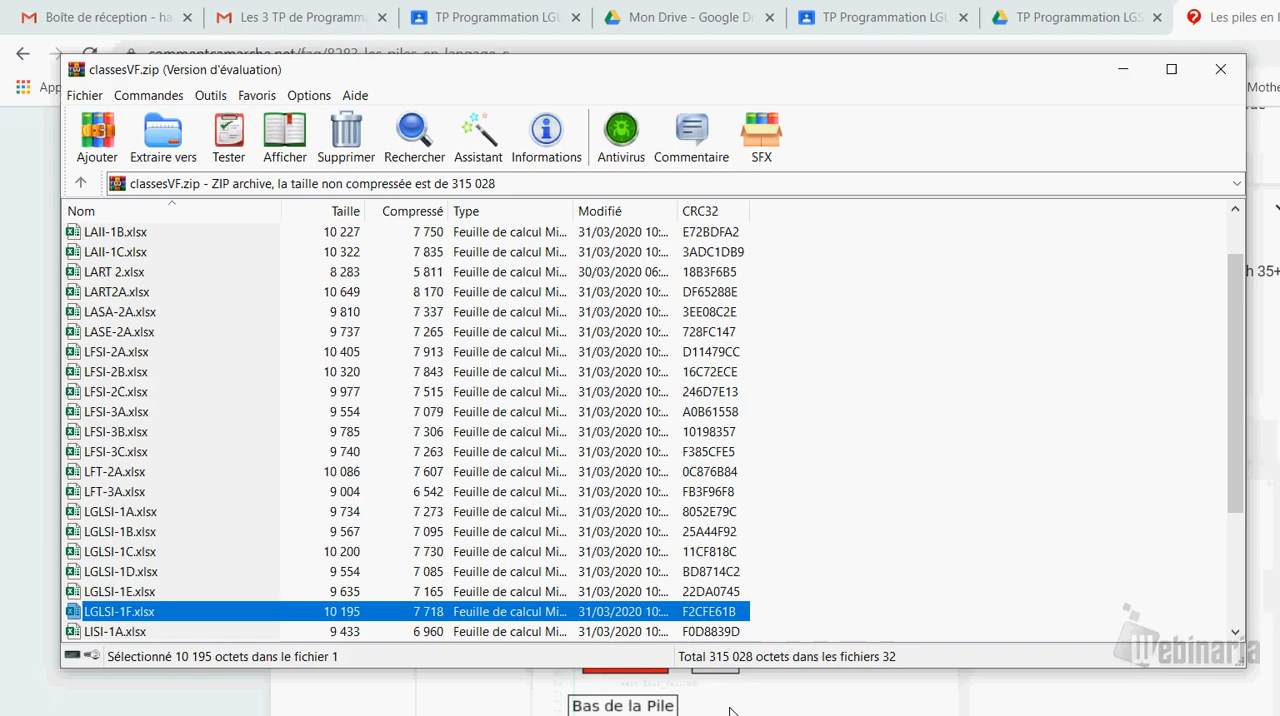 Boîte de réception - ha
Les 3 TP de Programm
TP Programmation LGL
Mon Drive - Google D
TP Programmation LGL
TP Programmation LGS
Les piles en l
commentcamarche.net/faq/8283-les-piles-en-langage-c
App
Mothe
classesVF.zip (Version d'évaluation)
Fichier Commandes Outils Favoris Options Aide
Ajouter Extraire vers Tester Afficher Supprimer Rechercher Assistant Informations Antivirus Commentaire SFX
classesVF.zip - ZIP archive, la taille non compressée est de 315 028
Nom Taille Compressé Type Modifié CRC32
LAII-1B.xlsx 10 227 7 750 Feuille de calcul Mi... 31/03/2020 10:... E72BDFA2
LAII-1C.xlsx 10 322 7 835 Feuille de calcul Mi... 31/03/2020 10:... 3ADC1DB9
LART 2.xlsx 8 283 5 811 Feuille de calcul Mi... 30/03/2020 06:... 18B3F6B5
LART2A.xlsx 10 649 8 170 Feuille de calcul Mi... 31/03/2020 10:... DF65288E
LASA-2A.xlsx 9 810 7 337 Feuille de calcul Mi... 31/03/2020 10:... 3EE08C2E
LASE-2A.xlsx 9 737 7 265 Feuille de calcul Mi... 31/03/2020 10:... 728FC147
LFSI-2A.xlsx 10 405 7 913 Feuille de calcul Mi... 31/03/2020 10:... D11479CC
LFSI-2B.xlsx 10 320 7 843 Feuille de calcul Mi... 31/03/2020 10:... 16C72ECE
LFSI-2C.xlsx 9 977 7 515 Feuille de calcul Mi... 31/03/2020 10:... 246D7E13
LFSI-3A.xlsx 9 554 7 079 Feuille de calcul Mi... 31/03/2020 10:... A0B61558
LFSI-3B.xlsx 9 785 7 306 Feuille de calcul Mi... 31/03/2020 10:... 10198357
LFSI-3C.xlsx 9 740 7 263 Feuille de calcul Mi... 31/03/2020 10:... F385CFE5
LFT-2A.xlsx 10 086 7 607 Feuille de calcul Mi... 31/03/2020 10:... 0C876B84
LFT-3A.xlsx 9 004 6 542 Feuille de calcul Mi... 31/03/2020 10:... FB3F96F8
LGLSI-1A.xlsx 9 734 7 273 Feuille de calcul Mi... 31/03/2020 10:... 8052E79C
LGLSI-1B.xlsx 9 567 7 095 Feuille de calcul Mi... 31/03/2020 10:... 25A44F92
LGLSI-1C.xlsx 10 200 7 730 Feuille de calcul Mi... 31/03/2020 10:... 11CF818C
LGLSI-1D.xlsx 9 554 7 085 Feuille de calcul Mi... 31/03/2020 10:... BD8714C2
LGLSI-1E.xlsx 9 635 7 165 Feuille de calcul Mi... 31/03/2020 10:... 22DA0745
LGLSI-1F.xlsx 10 195 7 718 Feuille de calcul Mi... 31/03/2020 10:... F2CFE61B
LISI-1A.xlsx 9 433 6 960 Feuille de calcul Mi... 31/03/2020 10:... F0D8839D
Sélectionné 10 195 octets dans le fichier 1
Total 315 028 octets dans les fichiers 32
h 35+
Webinaria
Bas de la Pile